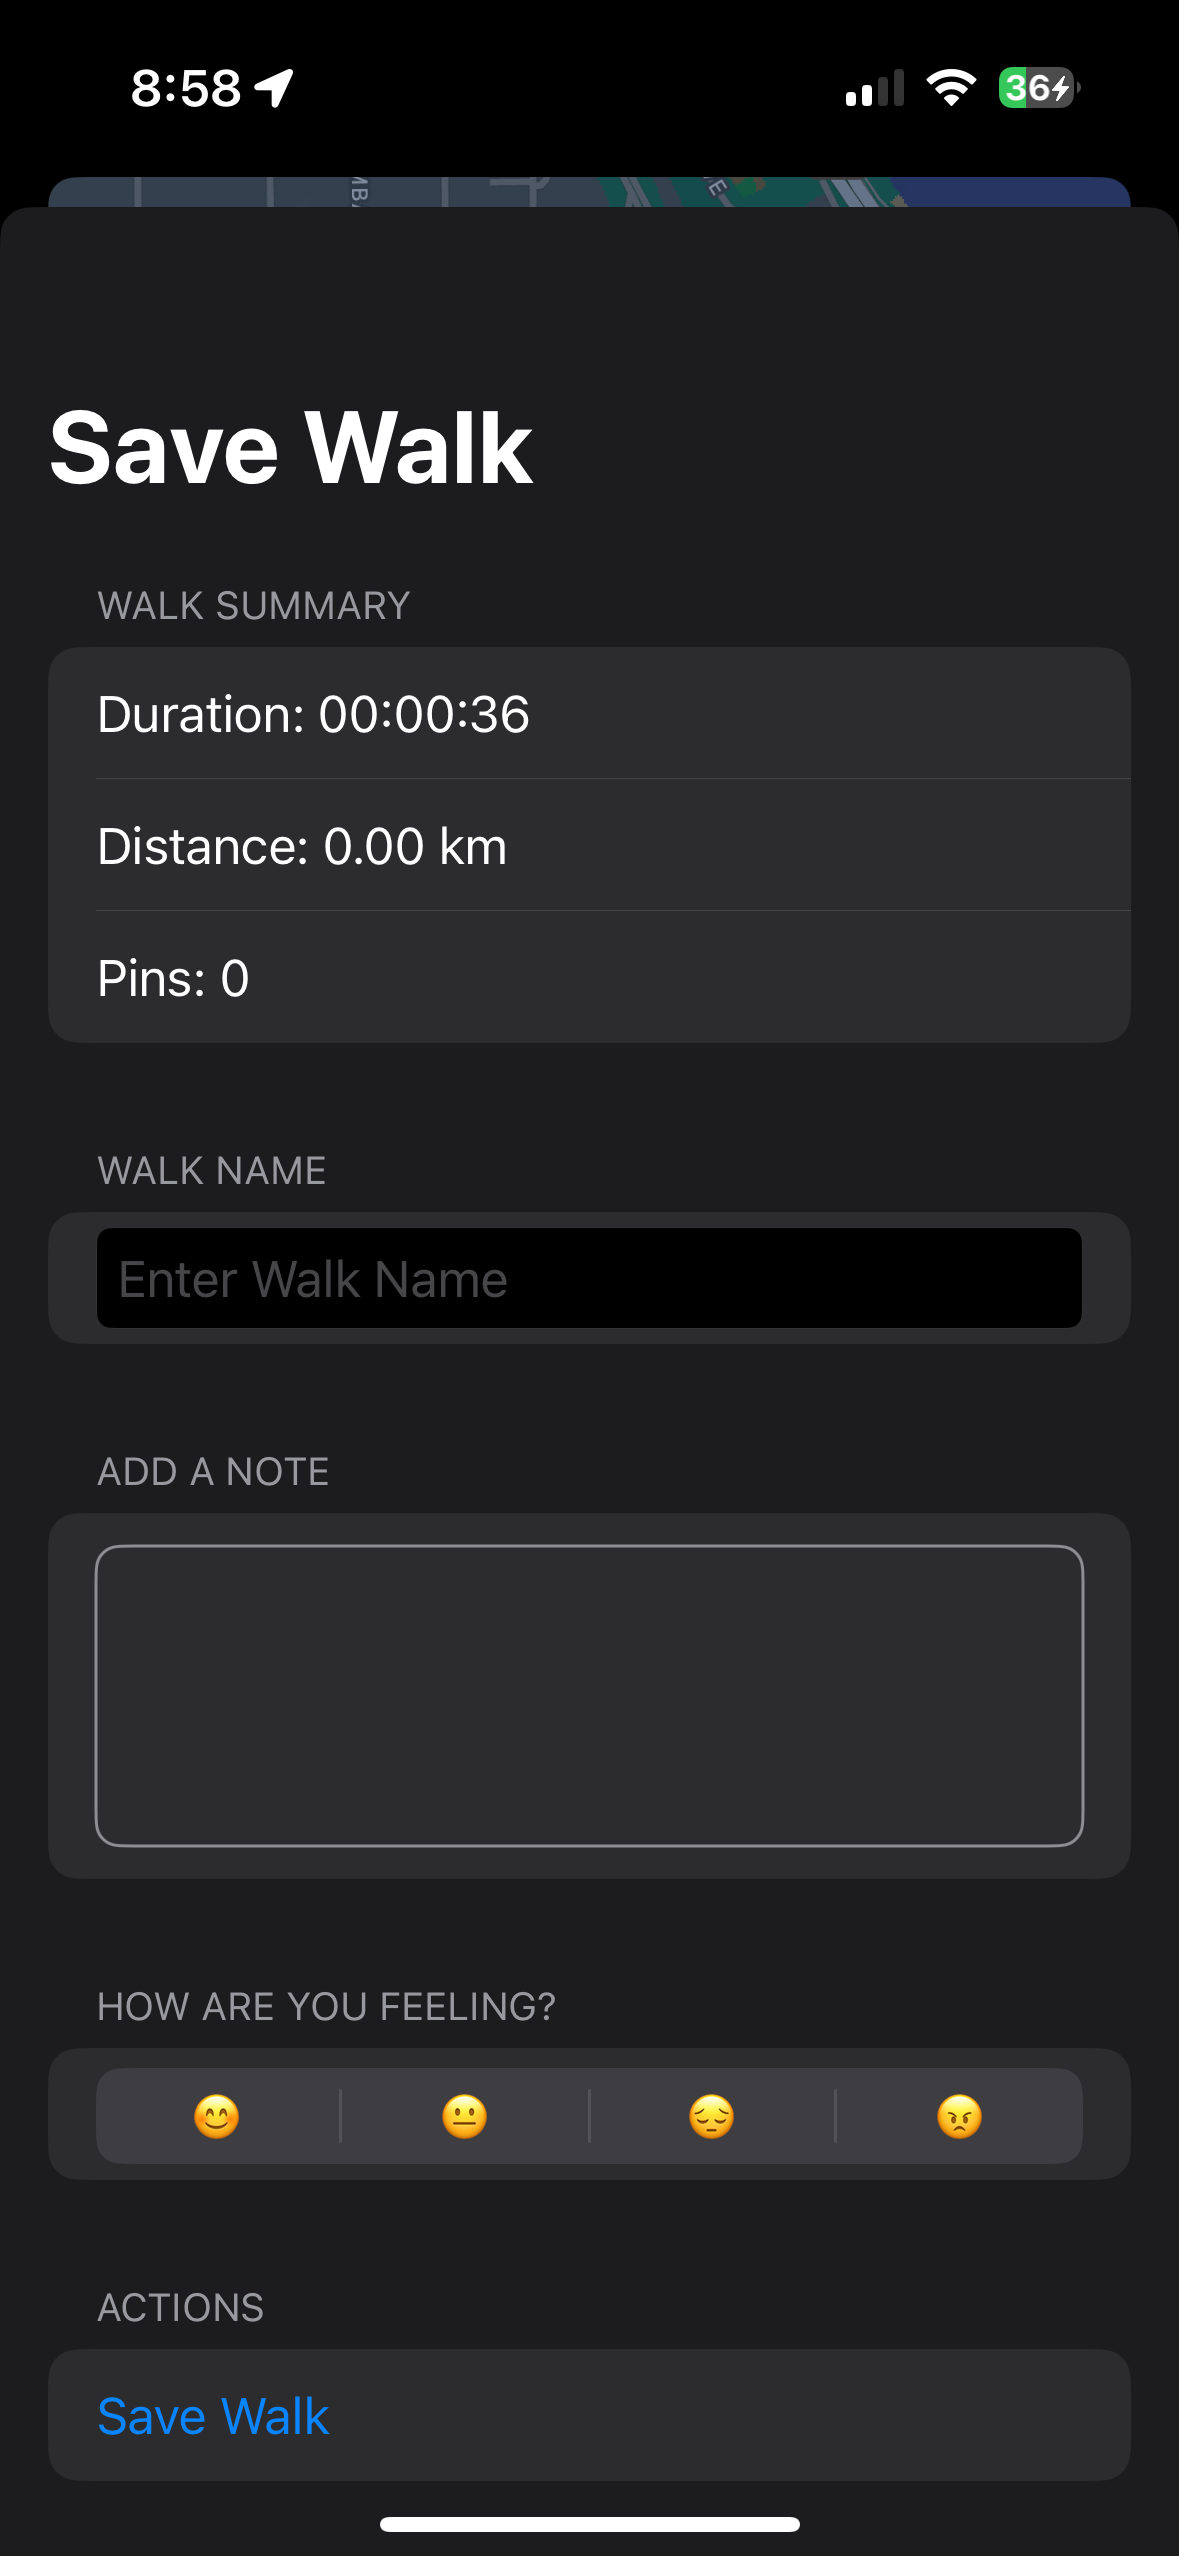 8:58
36
Save Walk
WALK SUMMARY
Duration: 00:00:36
Distance: 0.00 km
Pins: 0
WALK NAME
Enter Walk Name
ADD A NOTE
HOW ARE YOU FEELING?
ACTIONS
Save Walk